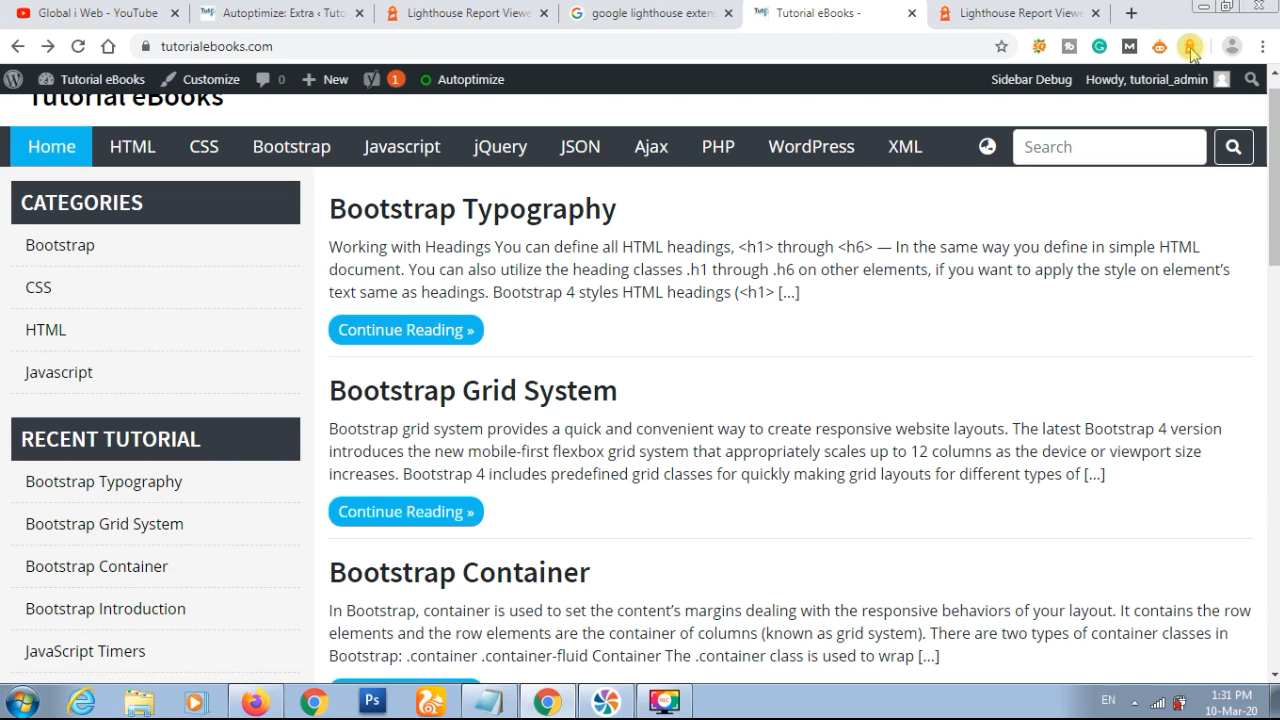 Global i Web - YouTube
Autoptimize: Extra ‹ Tuto
Lighthouse Report Viewe
google lighthouse exten
Tutorial eBooks -
Lighthouse Report Viewe
tutorialebooks.com
Tutorial eBooks
Customize
0
New
1
Autoptimize
Sidebar Debug
Howdy, tutorial_admin
Tutorial eBooks
Home
HTML
CSS
Bootstrap
Javascript
jQuery
JSON
Ajax
PHP
WordPress
XML
Search
CATEGORIES
Bootstrap
CSS
HTML
Javascript
RECENT TUTORIAL
Bootstrap Typography
Bootstrap Grid System
Bootstrap Container
Bootstrap Introduction
JavaScript Timers
Bootstrap Typography
Working with Headings You can define all HTML headings, <h1> through <h6> — In the same way you define in simple HTML
document. You can also utilize the heading classes .h1 through .h6 on other elements, if you want to apply the style on element's
text same as headings. Bootstrap 4 styles HTML headings (<h1> [...]
Continue Reading »
Bootstrap Grid System
Bootstrap grid system provides a quick and convenient way to create responsive website layouts. The latest Bootstrap 4 version
introduces the new mobile-first flexbox grid system that appropriately scales up to 12 columns as the device or viewport size
increases. Bootstrap 4 includes predefined grid classes for quickly making grid layouts for different types of [...]
Continue Reading »
Bootstrap Container
In Bootstrap, container is used to set the content's margins dealing with the responsive behaviors of your layout. It contains the row
elements and the row elements are the container of columns (known as grid system). There are two types of container classes in
Bootstrap: .container .container-fluid Container The .container class is used to wrap [...]
Ps
EN
1:31 PM
10-Mar-20